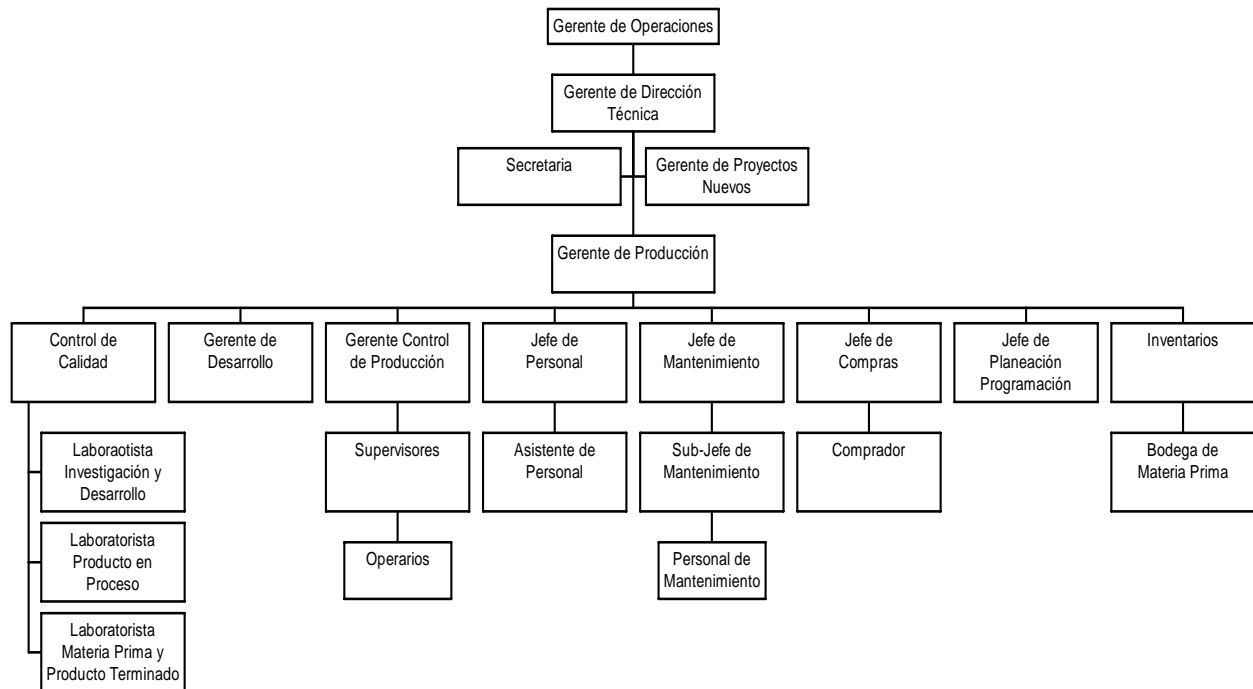 Gerente de Operaciones
Gerente de Dirección
Técnica
Secretaria
Gerente de Proyectos
Nuevos
Gerente de Producción
Control de
Calidad
Gerente de
Desarrollo
Gerente Control
de Producción
Jefe de
Personal
Jefe de
Mantenimiento
Jefe de
Compras
Jefe de
Planeación
Programación
Inventarios
Laboraotista
Investigación y
Desarrollo
Supervisores
Asistente de
Personal
Sub-Jefe de
Mantenimiento
Comprador
Bodega de
Materia Prima
Laboratorista
Producto en
Proceso
Operarios
Personal de
Mantenimiento
Laboratorista
Materia Prima y
Producto Terminado